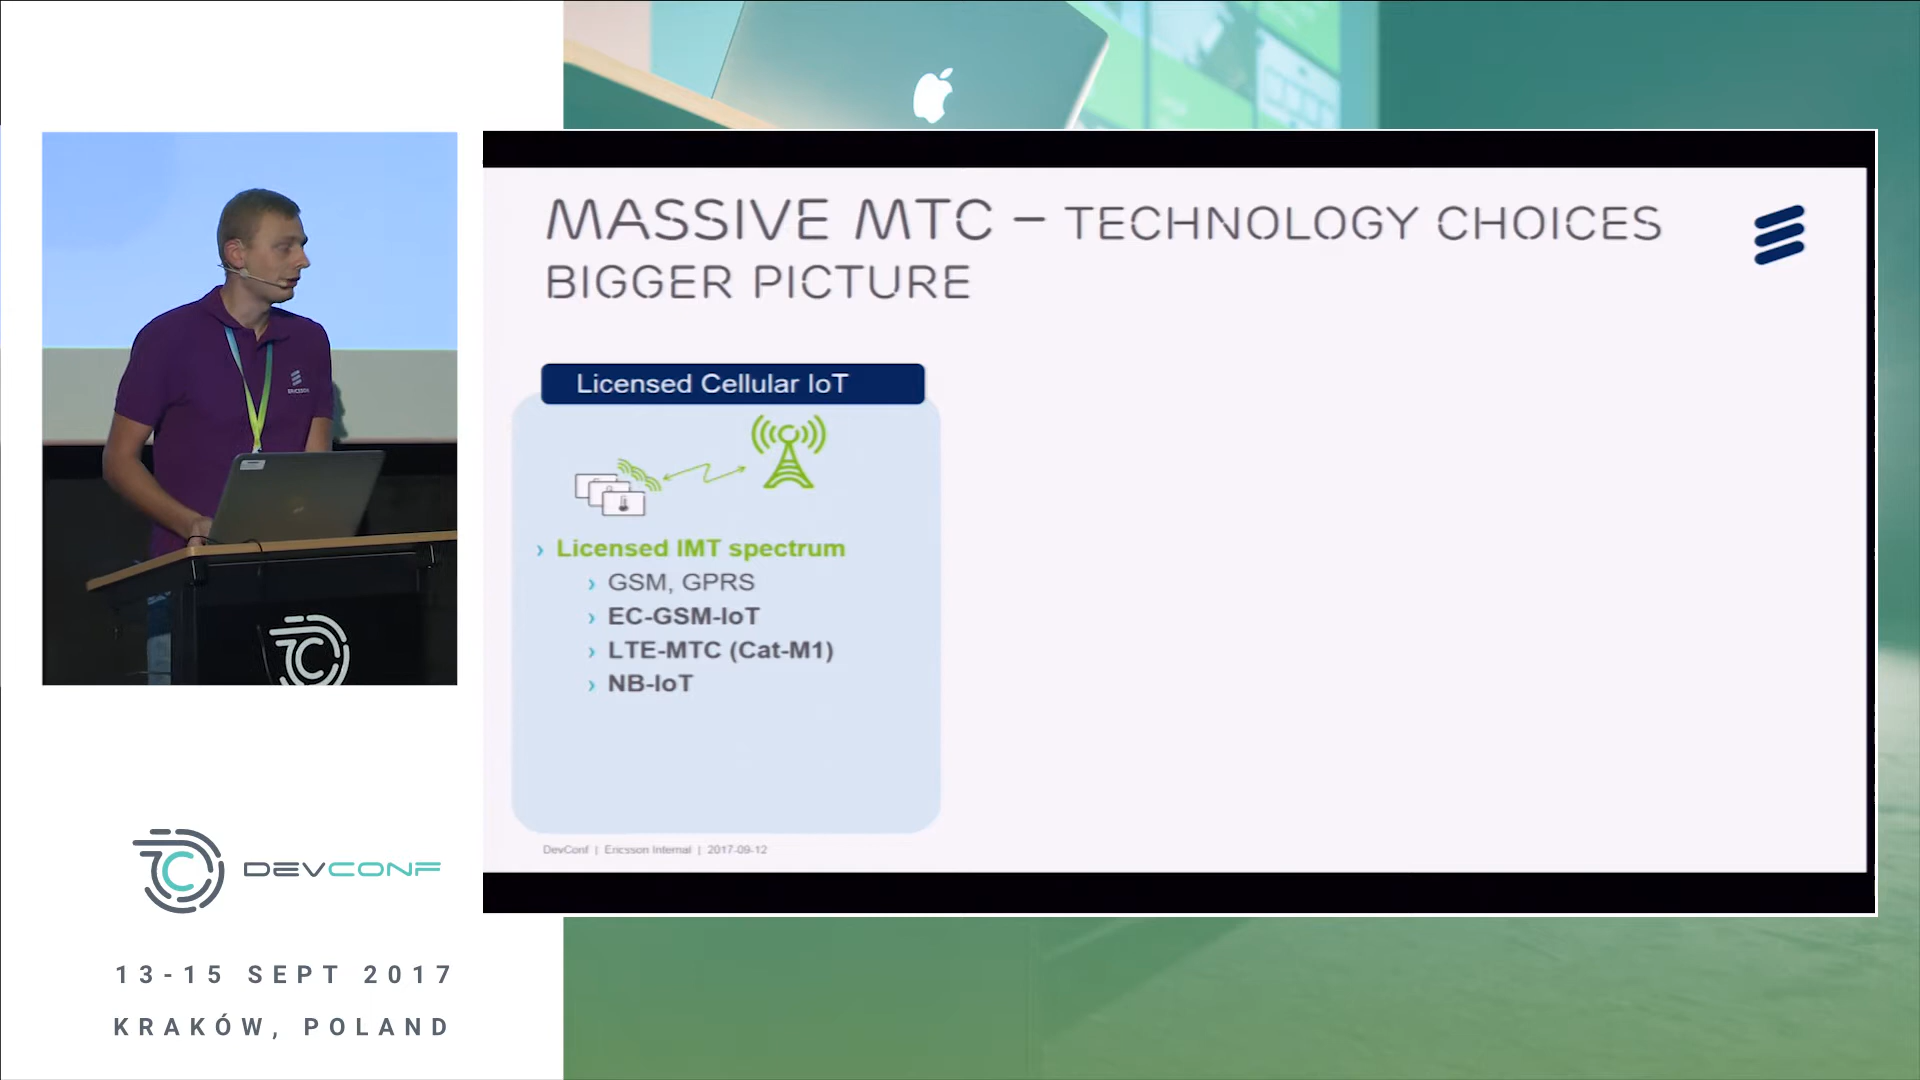 MASSIVE MTC – TECHNOLOGY CHOICES
BIGGER PICTURE
Licensed Cellular IoT
› Licensed IMT spectrum
› GSM, GPRS
› EC-GSM-IoT
› LTE-MTC (Cat-M1)
› NB-IoT
DevConf | Ericsson Internal | 2017-09-12
ERICSSON
DEVCONF
13-15 SEPT 2017
KRAKÓW, POLAND